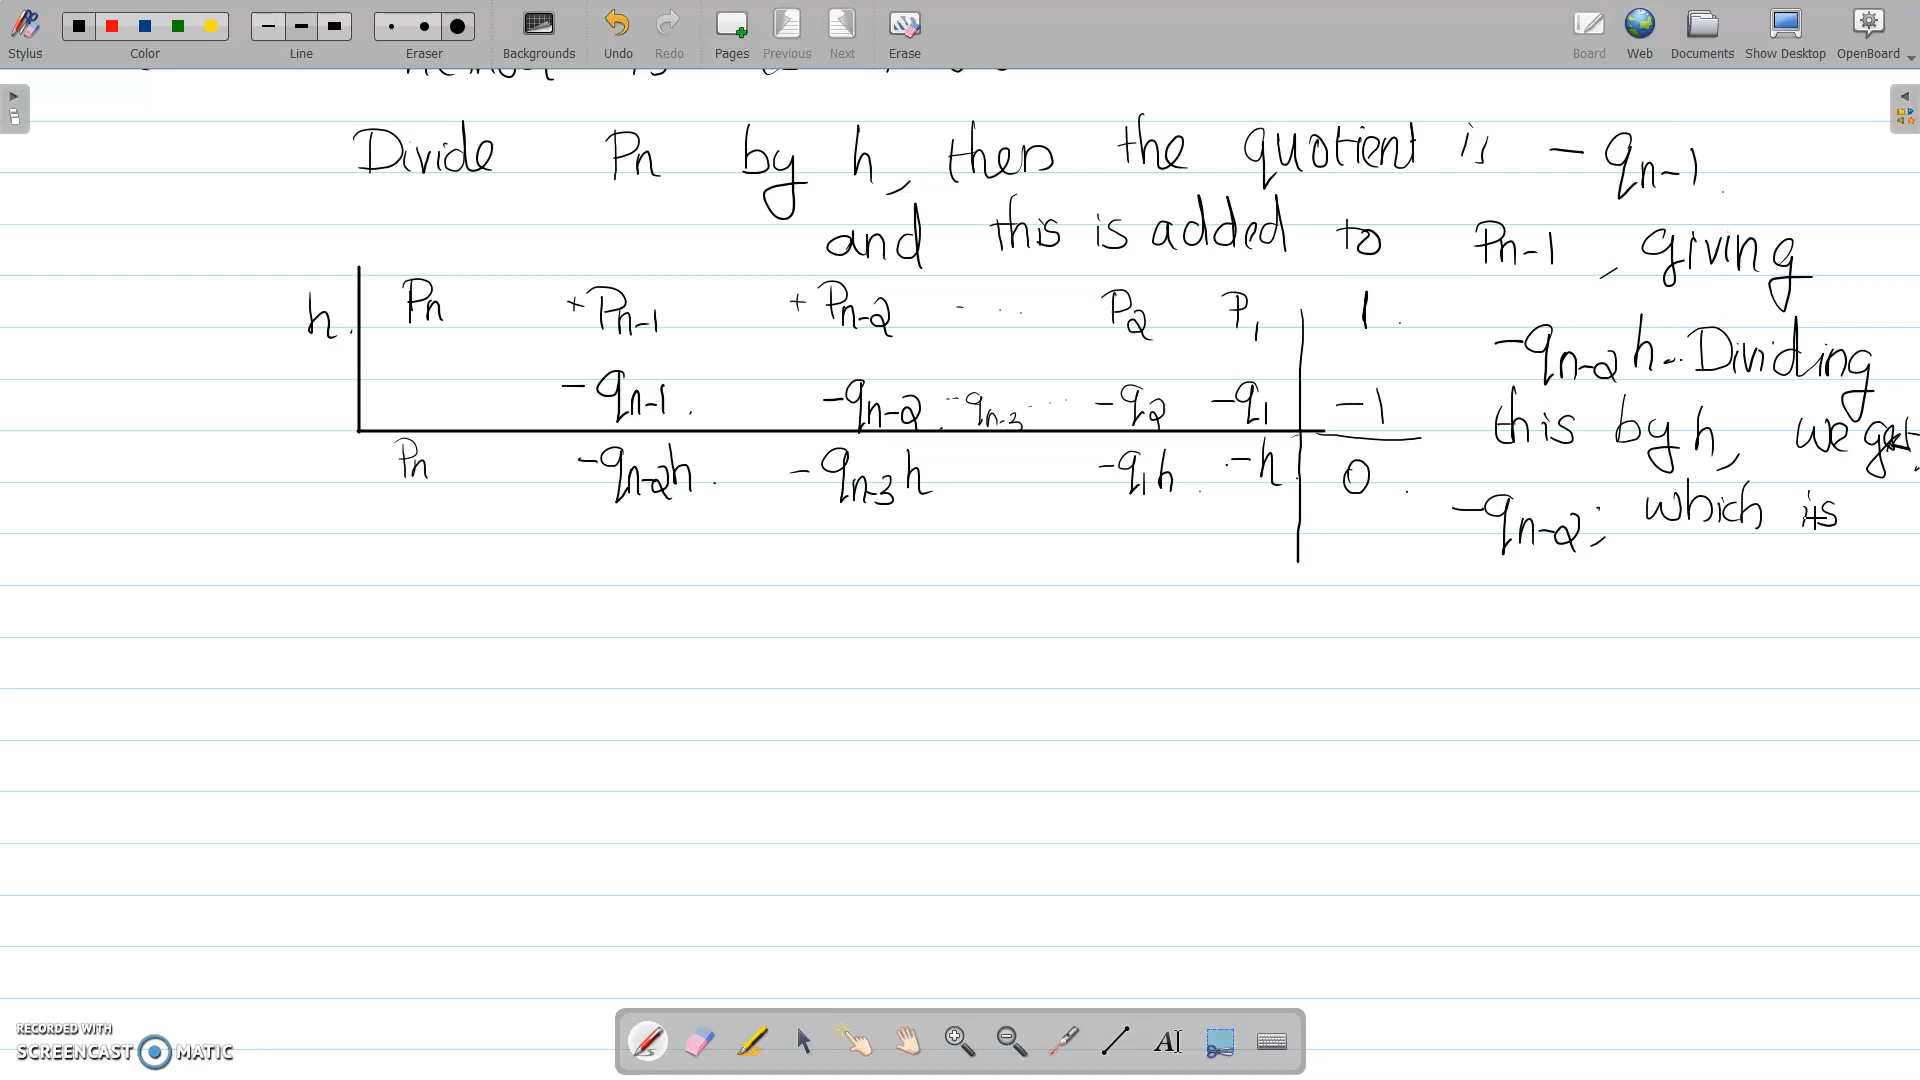 Stylus Color Line Eraser Backgrounds Undo Redo Pages Previous Next Erase Board Web Documents Show Desktop OpenBoard
Divide Pn by h, then the quotient is -qn-1
and this is added to Pn-1, giving
h. Pn +Pn-1 +Pn-2 ... P2 P1 1.
-qn-2 h. Dividing
-qn-1. -qn-2 -qn-3 ... -q2 -q1 -1
this by h, we get
Pn -qn-2h. -qn-3h -q1h. -h 0.
-qn-2; which is
RECORDED WITH
SCREENCAST MATIC